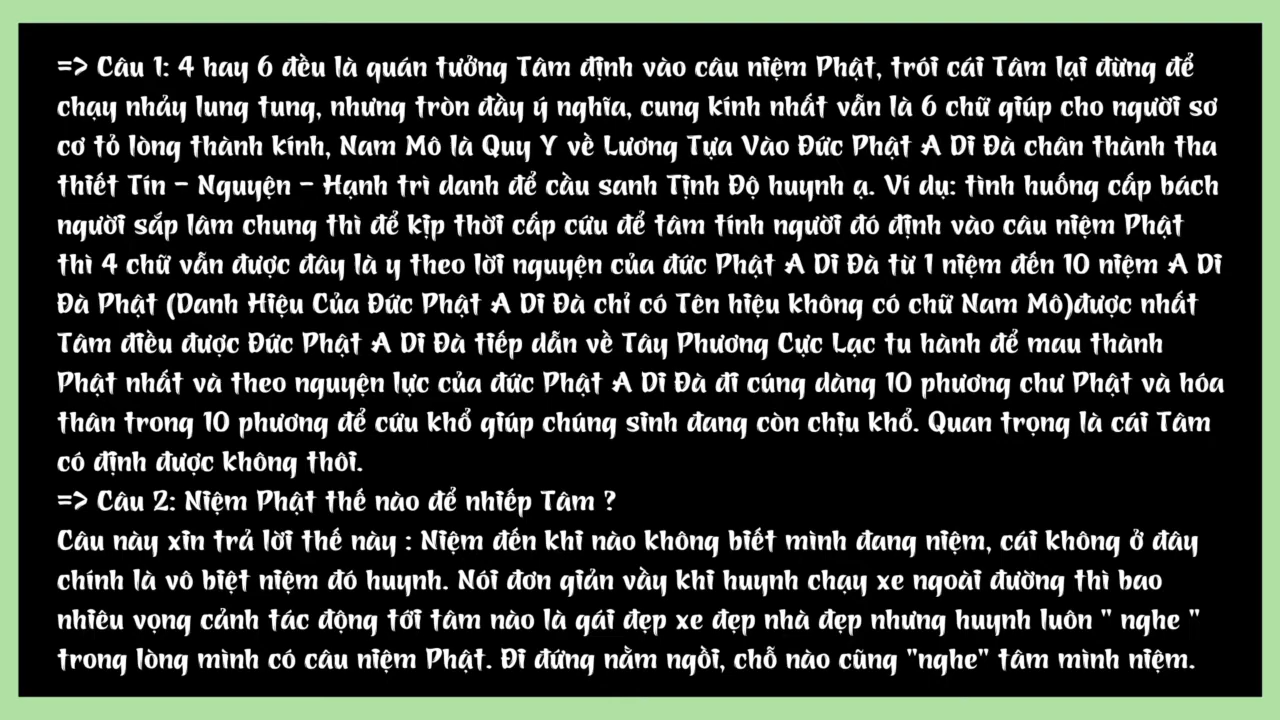 => Câu 1: 4 hay 6 đều là quán tưởng Tâm định vào câu niệm Phật, trói cái Tâm lại đừng để
chạy nhảy lung tung, nhưng tròn đầy ý nghĩa, cung kính nhất vẫn là 6 chữ giúp cho người sơ
cơ tỏ lòng thành kính, Nam Mô là Quy Y về Lương Tựa Vào Đức Phật A Di Đà chân thành tha
thiết Tín – Nguyện – Hạnh trì danh để cầu sanh Tịnh Độ huynh ạ. Ví dụ: tình huống cấp bách
người sắp lâm chung thì để kịp thời cấp cứu để tâm tính người đó định vào câu niệm Phật
thì 4 chữ vẫn được đây là y theo lời nguyện của đức Phật A Di Đà từ 1 niệm đến 10 niệm A Di
Đà Phật (Danh Hiệu Của Đức Phật A Di Đà chỉ có Tên hiệu không có chữ Nam Mô)được nhất
Tâm điều được Đức Phật A Di Đà tiếp dẫn về Tây Phương Cực Lạc tu hành để mau thành
Phật nhất và theo nguyện lực của đức Phật A Di Đà đi cúng dàng 10 phương chư Phật và hóa
thân trong 10 phương để cứu khổ giúp chúng sinh đang còn chịu khổ. Quan trọng là cái Tâm
có định được không thôi.
=> Câu 2: Niệm Phật thế nào để nhiếp Tâm ?
Câu này xin trả lời thế này : Niệm đến khi nào không biết mình đang niệm, cái không ở đây
chính là vô biệt niệm đó huynh. Nói đơn giản vầy khi huynh chạy xe ngoài đường thì bao
nhiêu vọng cảnh tác động tới tâm nào là gái đẹp xe đẹp nhà đẹp nhưng huynh luôn " nghe "
trong lòng mình có câu niệm Phật. Đi đứng nằm ngồi, chỗ nào cũng "nghe" tâm mình niệm.